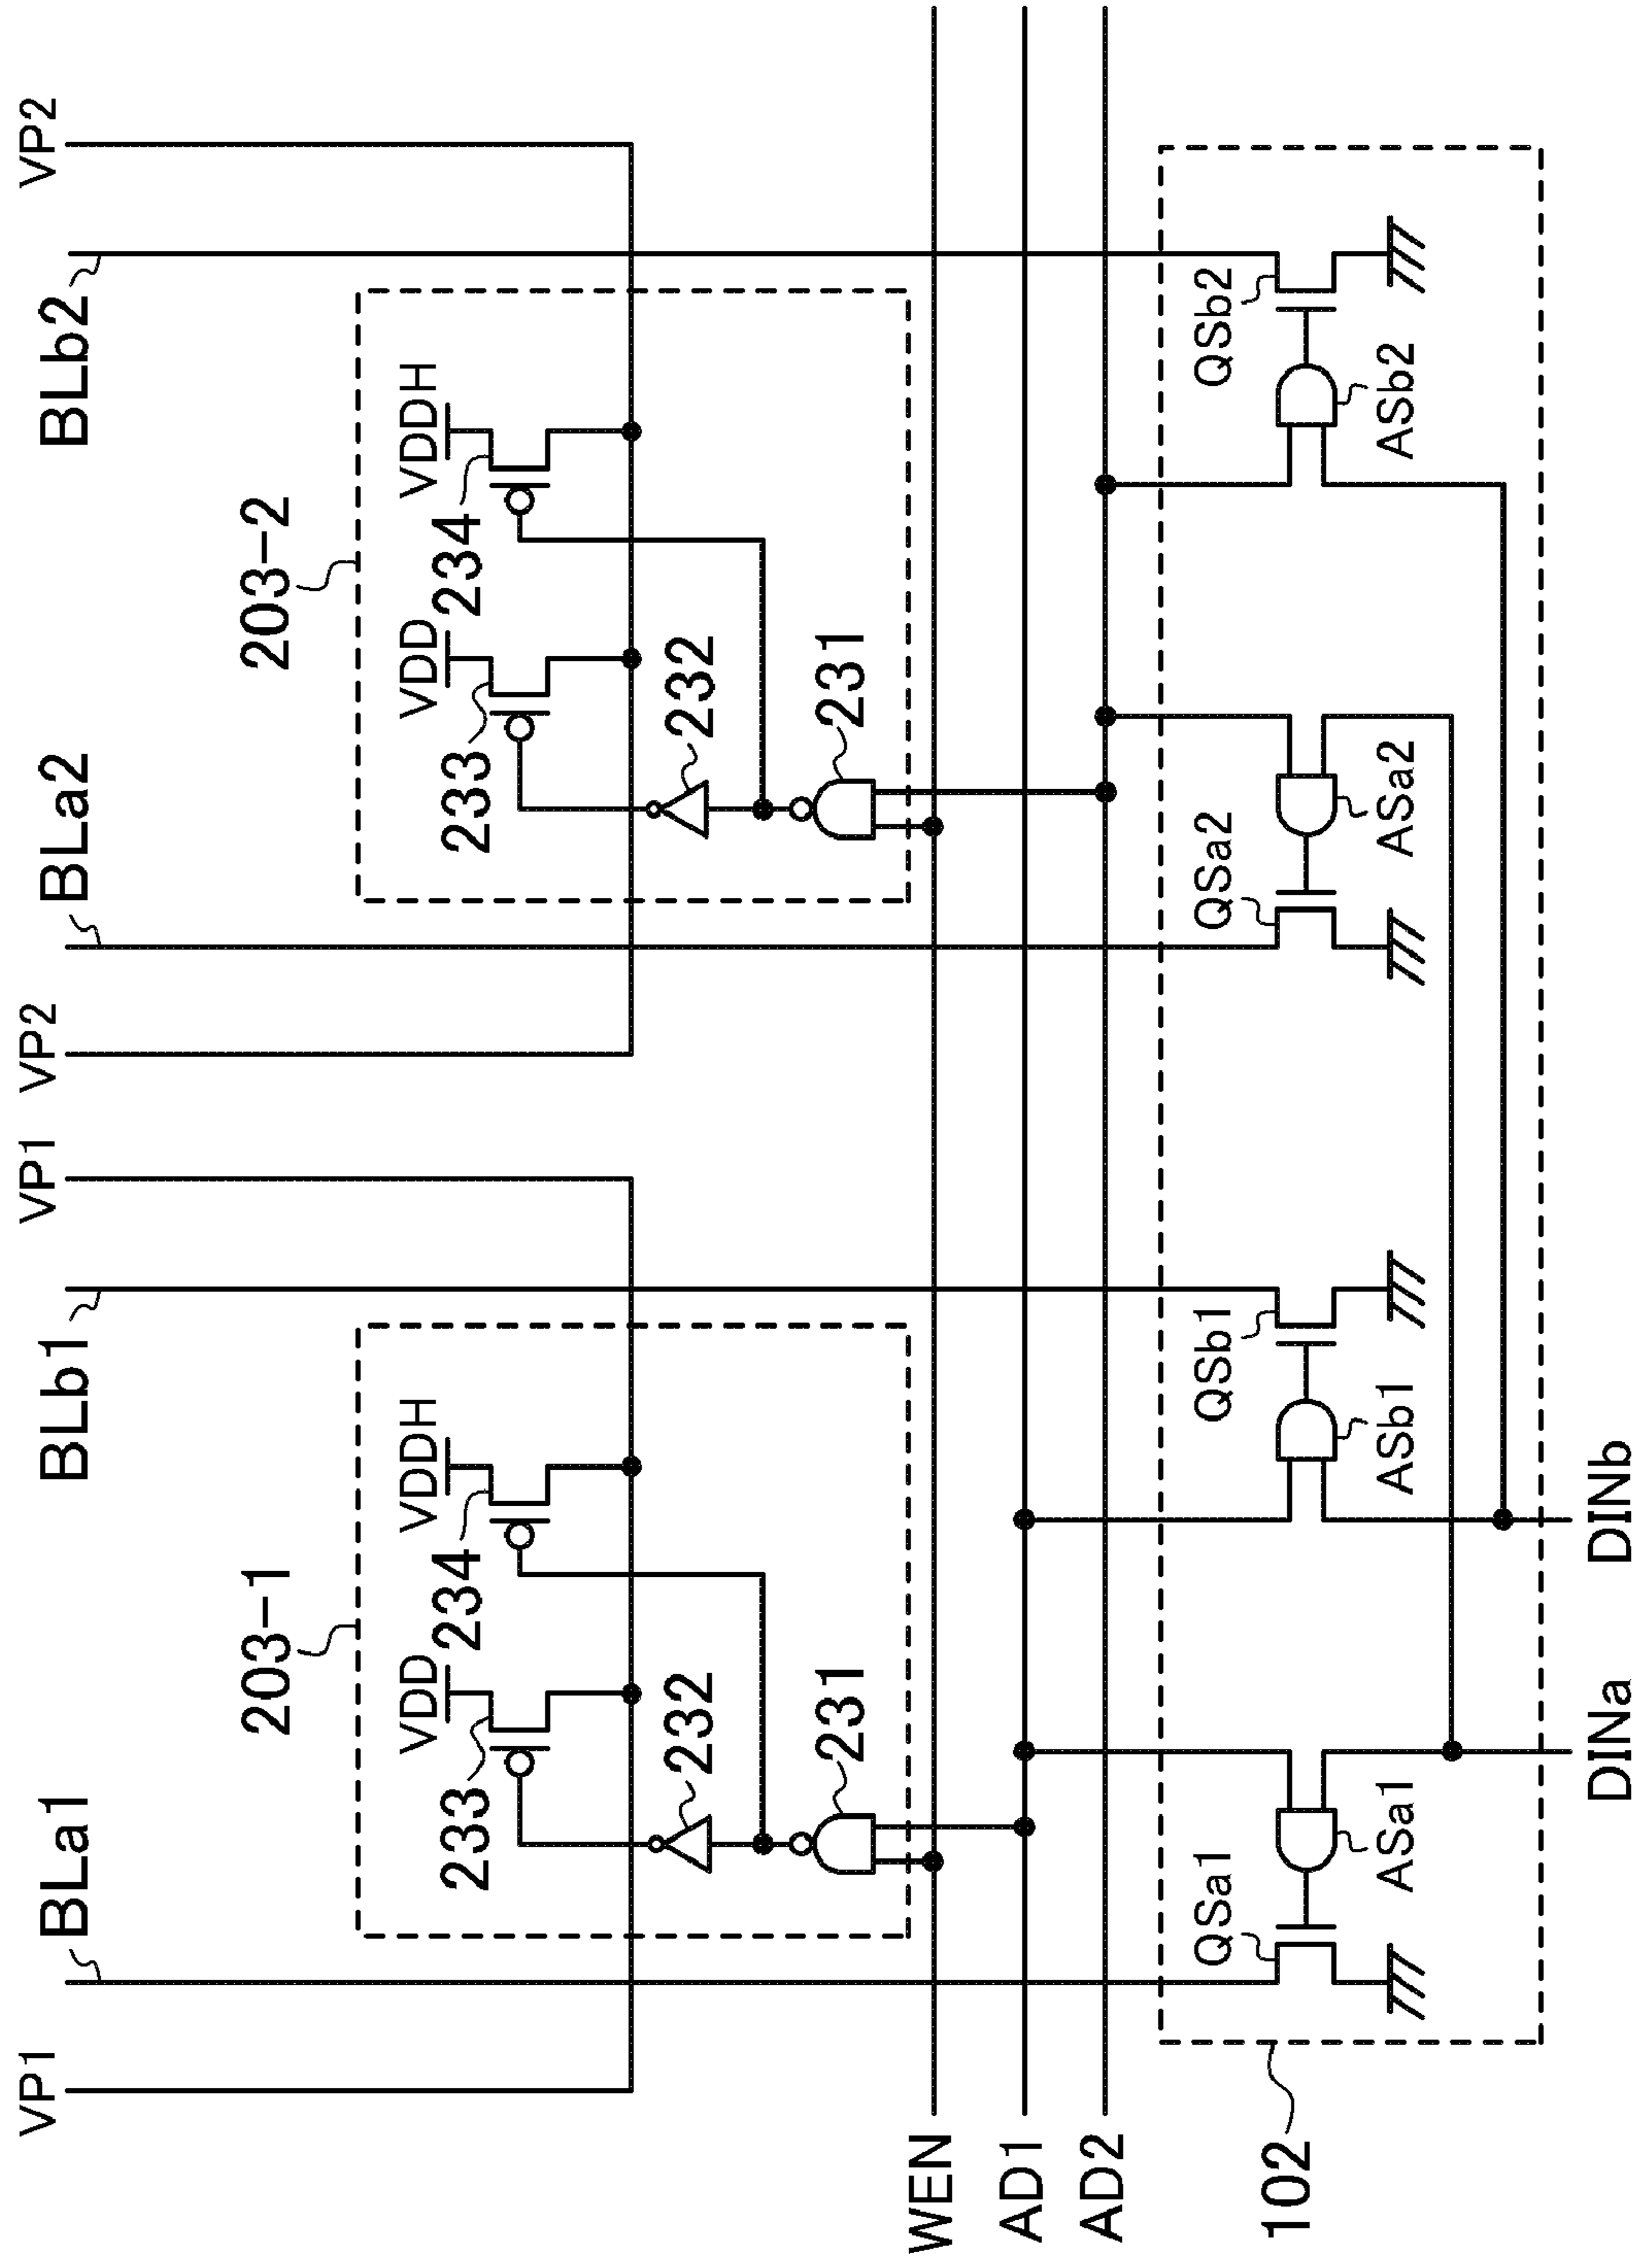 VP1
VP1
VP2
VP2
BLa1
BLb1
BLa2
BLb2
203-1
203-2
VDD
VDDH
VDD
VDDH
233
234
233
234
232
232
231
231
WEN
AD1
AD2
QSa1
QSb1
QSa2
QSb2
102
ASa1
ASb1
ASa2
ASb2
DINa
DINb